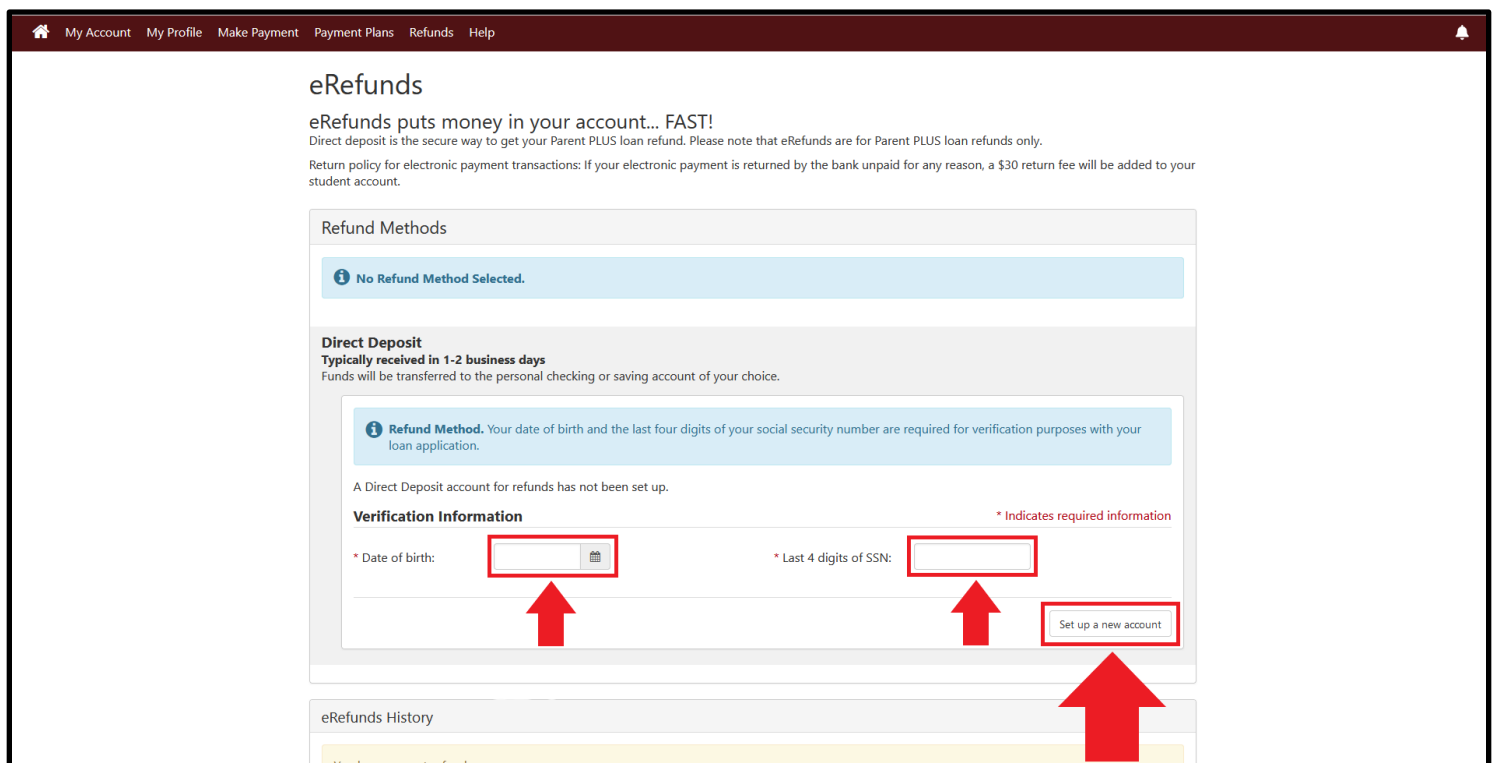 My Account My Profile Make Payment Payment Plans Refunds Help
eRefunds
eRefunds puts money in your account... FAST!
Direct deposit is the secure way to get your Parent PLUS loan refund. Please note that eRefunds are for Parent PLUS loan refunds only.
Return policy for electronic payment transactions: If your electronic payment is returned by the bank unpaid for any reason, a $30 return fee will be added to your
student account.
Refund Methods
No Refund Method Selected.
Direct Deposit
Typically received in 1-2 business days
Funds will be transferred to the personal checking or saving account of your choice.
Refund Method. Your date of birth and the last four digits of your social security number are required for verification purposes with your
loan application.
A Direct Deposit account for refunds has not been set up.
Verification Information * Indicates required information
* Date of birth: * Last 4 digits of SSN:
Set up a new account
eRefunds History